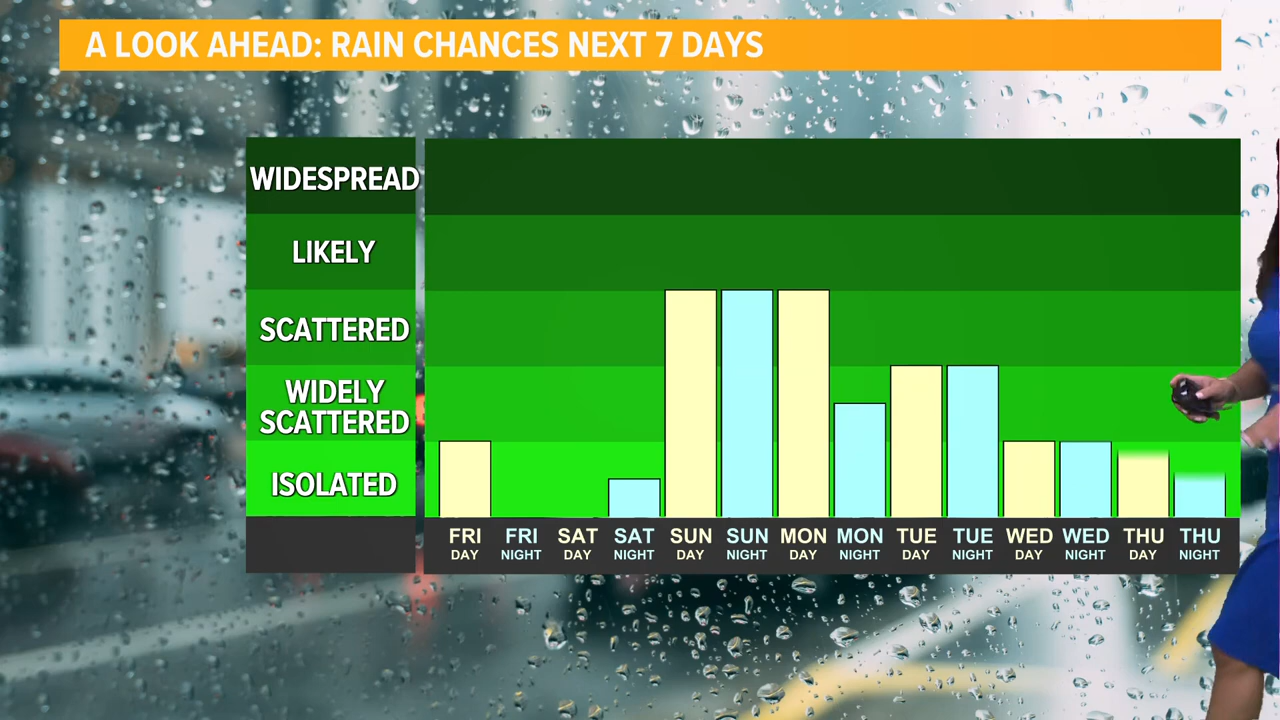 A LOOK AHEAD: RAIN CHANCES NEXT 7 DAYS
WIDESPREAD
LIKELY
SCATTERED
WIDELY
SCATTERED
ISOLATED
FRI FRI SAT SAT SUN SUN MON MON TUE TUE WED WED THU THU
DAY NIGHT DAY NIGHT DAY NIGHT DAY NIGHT DAY NIGHT DAY NIGHT DAY NIGHT